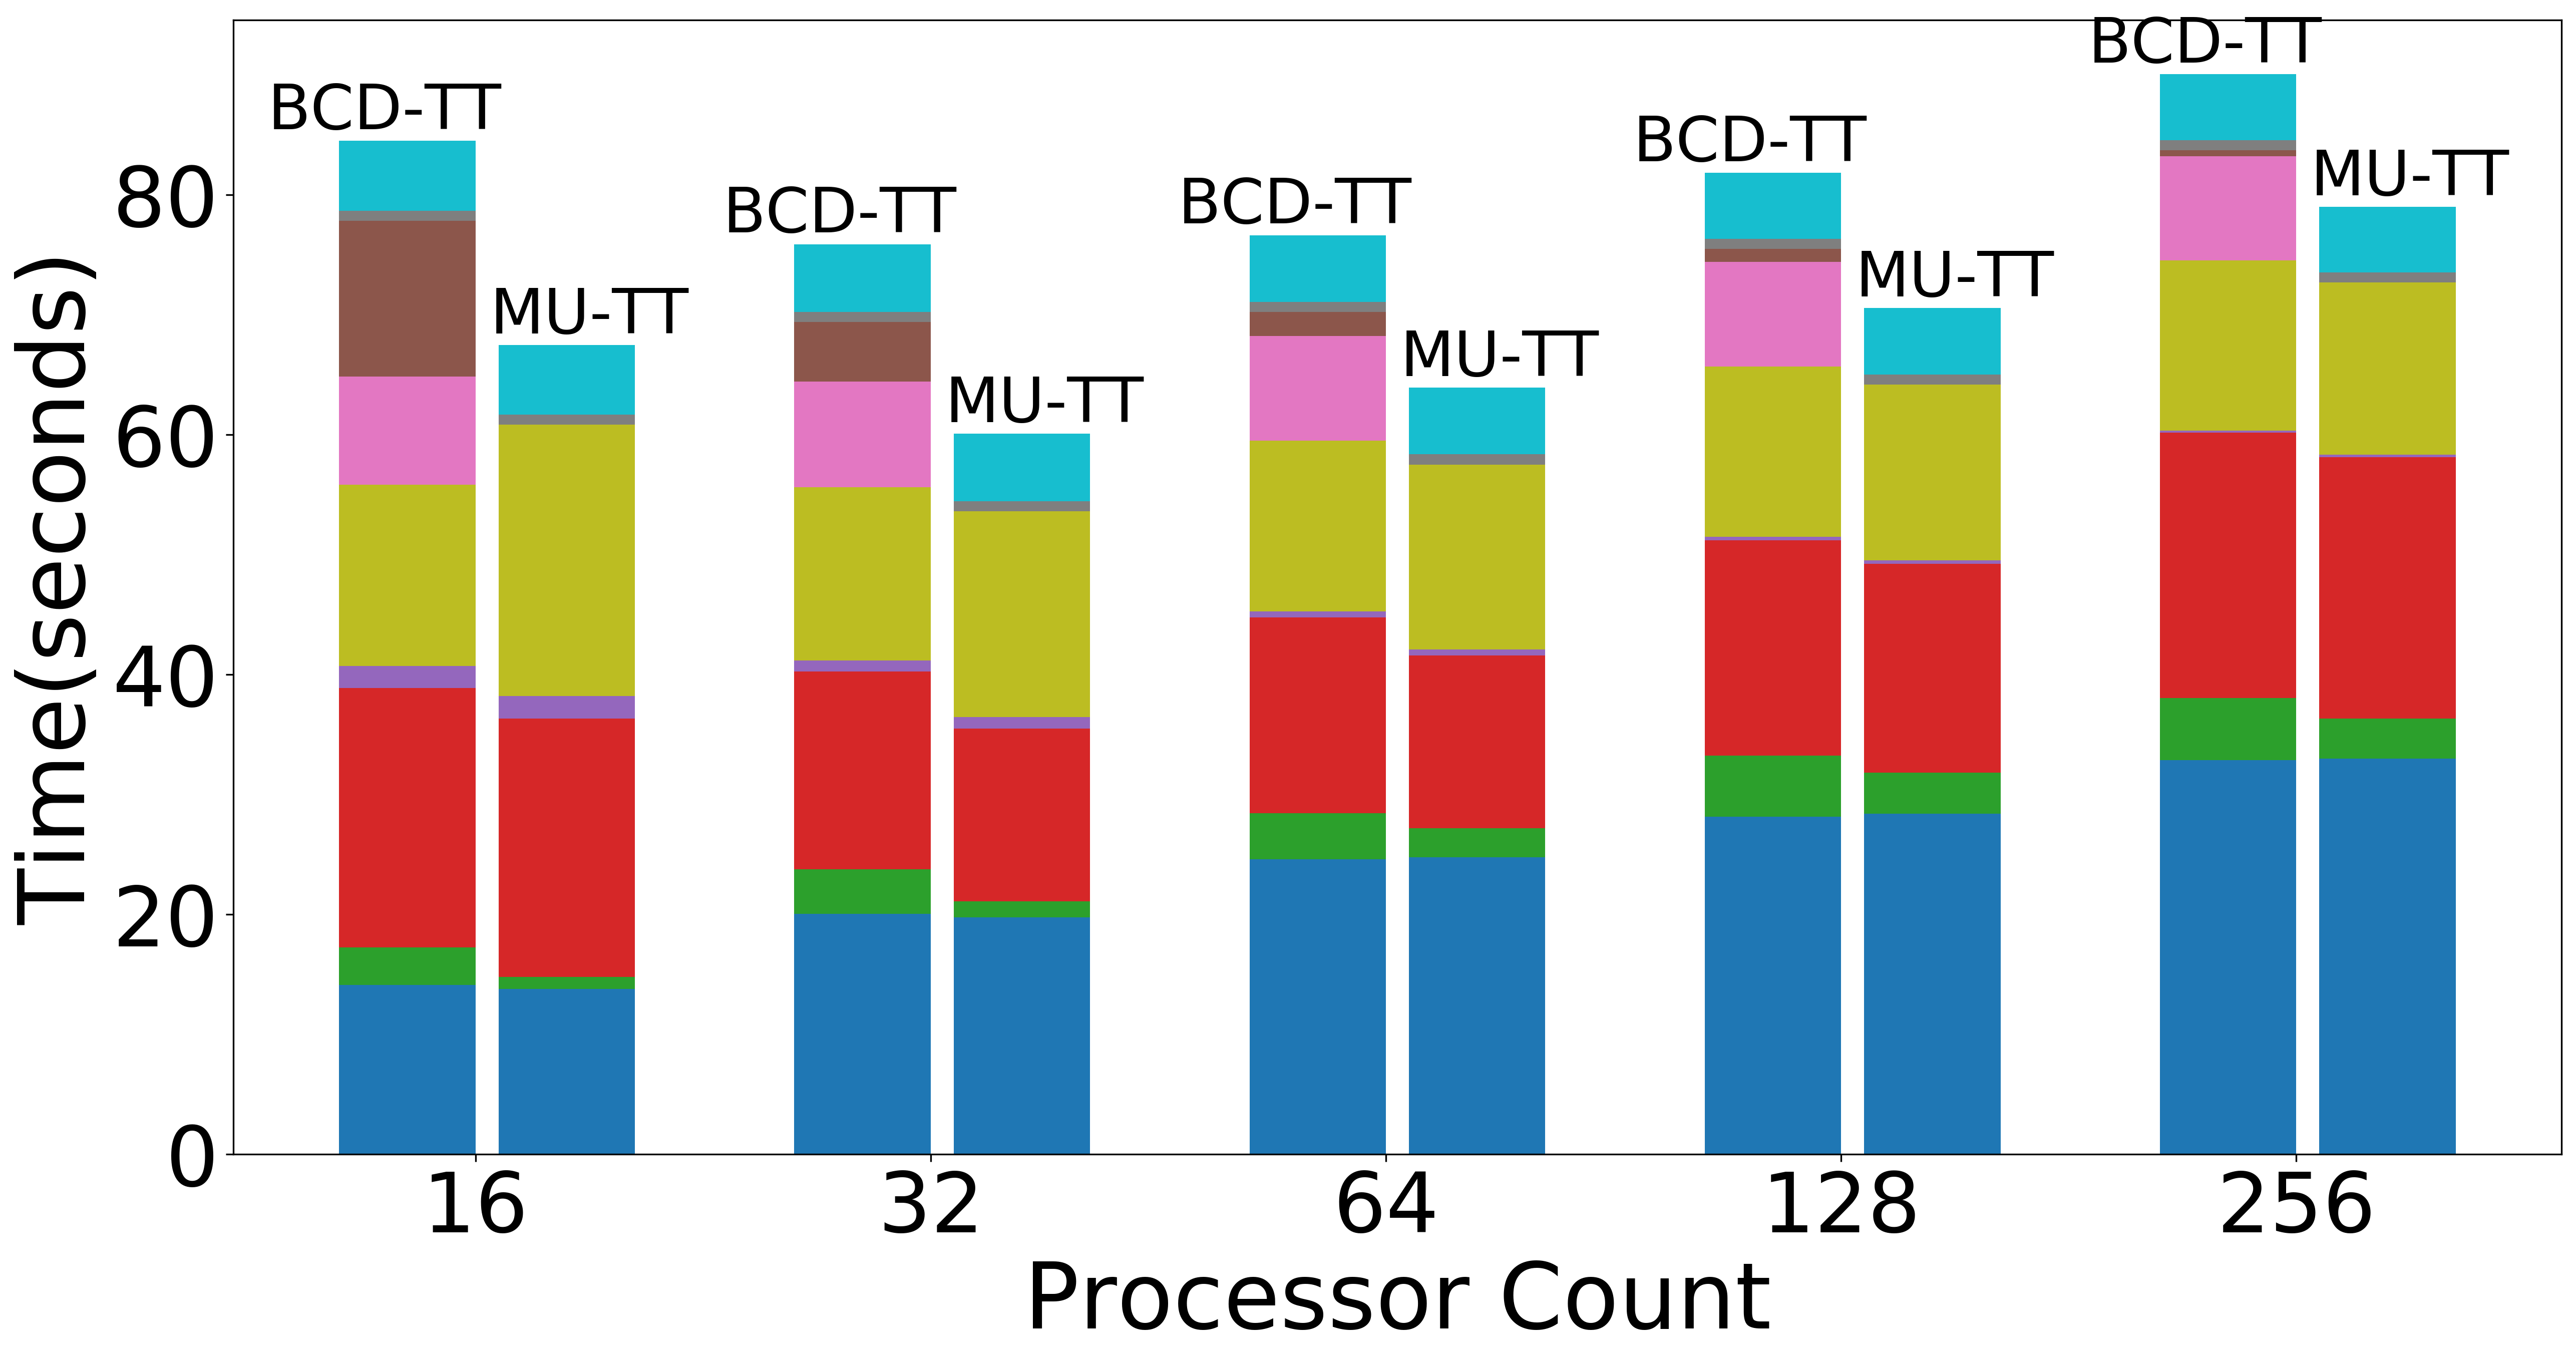 BCD-TT
BCD-TT
MU-TT
BCD-TT
80
BCD-TT
BCD-TT
MU-TT
MU-TT
MU-TT
MU-TT
60
40
20
0
Time(seconds)
16
32
64
128
256
Processor Count